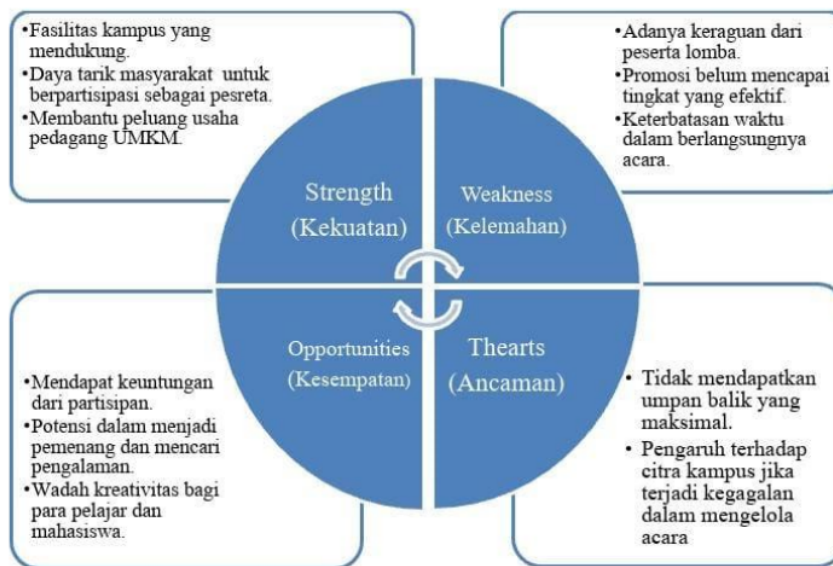 •Fasilitas kampus yang
mendukung.
•Daya tarik masyarakat untuk
berpartisipasi sebagai pesreta.
•Membantu peluang usaha
pedagang UMKM.
•Adanya keraguan dari
peserta lomba.
•Promosi belum mencapai
tingkat yang efektif.
•Keterbatasan waktu
dalam berlangsungnya
acara.
Strength
(Kekuatan)
Weakness
(Kelemahan)
Opportunities
(Kesempatan)
Thearts
(Ancaman)
•Mendapat keuntungan
dari partisipan.
•Potensi dalam menjadi
pemenang dan mencari
pengalaman.
•Wadah kreativitas bagi
para pelajar dan
mahasiswa.
• Tidak mendapatkan
umpan balik yang
maksimal.
• Pengaruh terhadap
citra kampus jika
terjadi kegagalan
dalam mengelola
acara